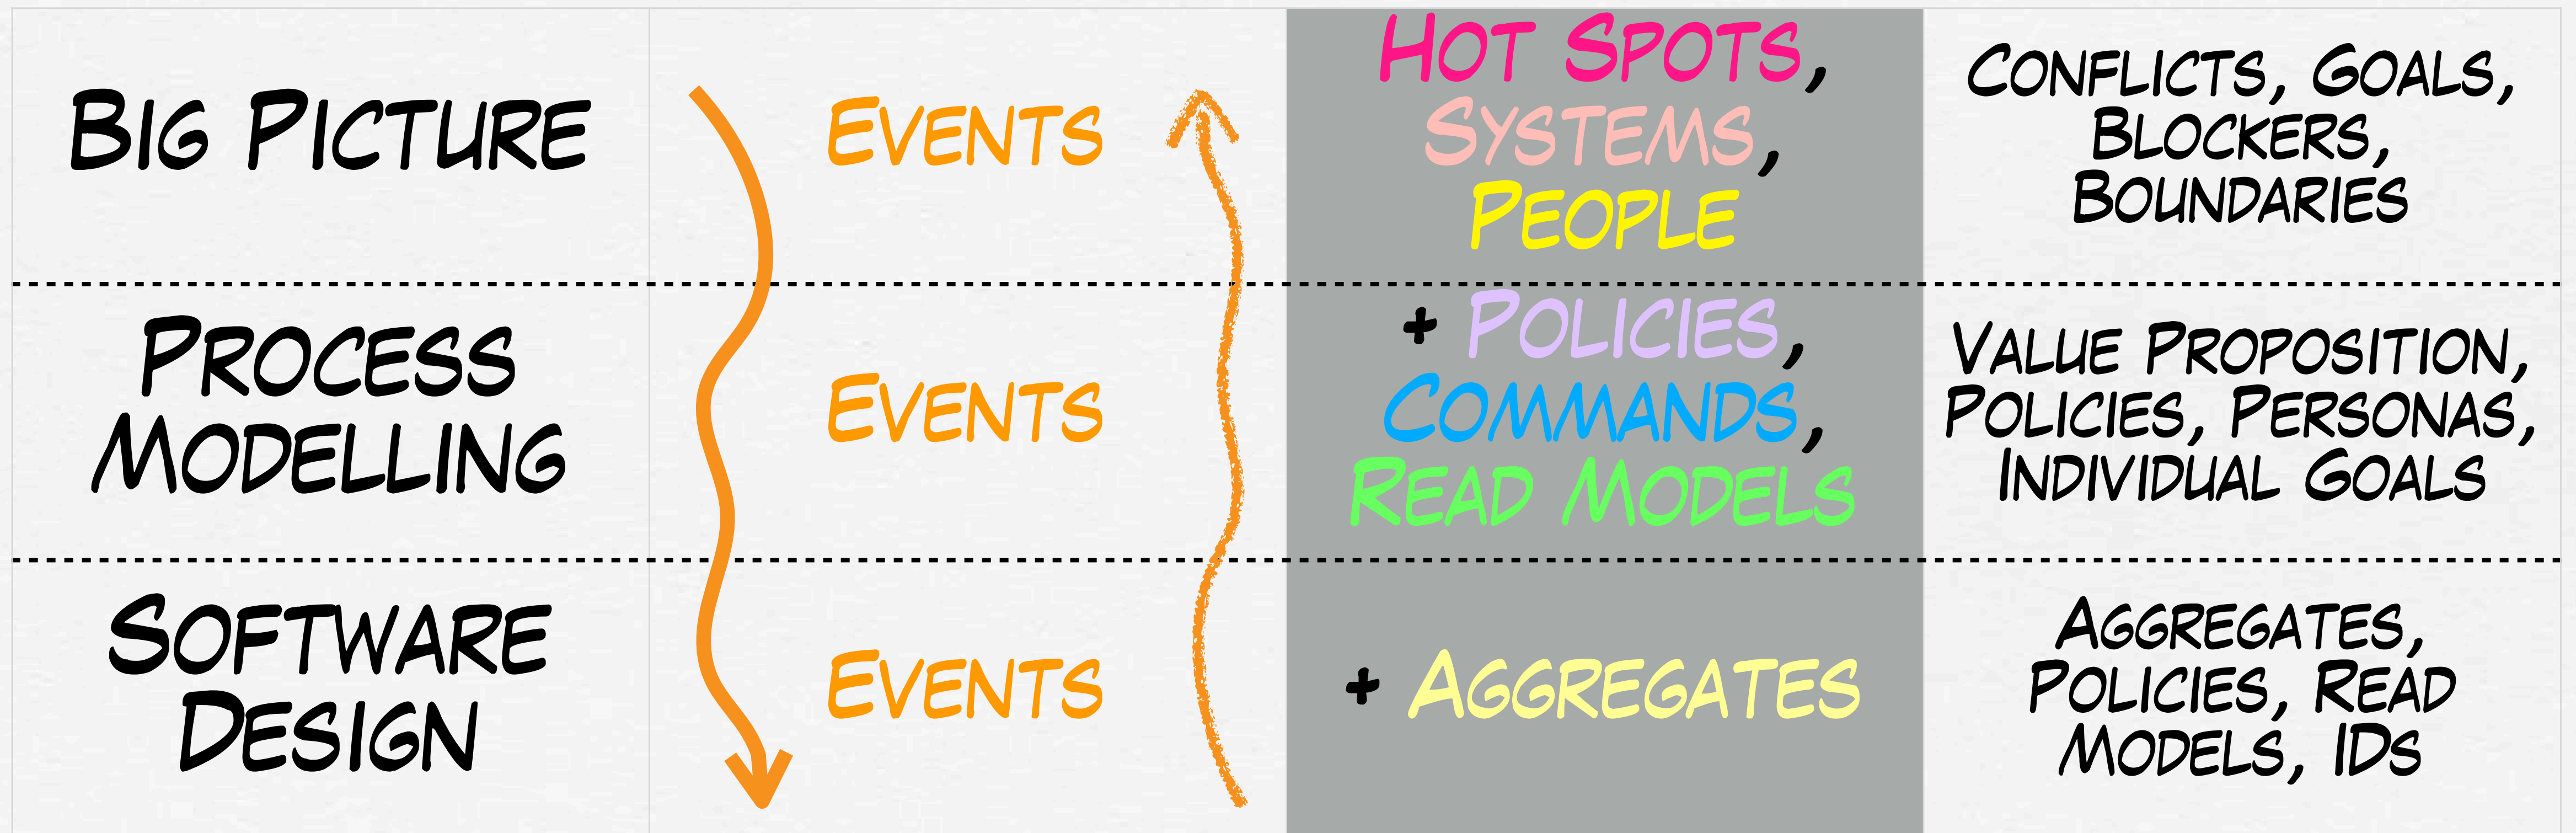 BIG PICTURE
EVENTS
HOT SPOTS,
SYSTEMS,
PEOPLE
CONFLICTS, GOALS,
BLOCKERS,
BOUNDARIES
PROCESS
MODELLING
EVENTS
+ POLICIES,
COMMANDS,
READ MODELS
VALUE PROPOSITION,
POLICIES, PERSONAS,
INDIVIDUAL GOALS
SOFTWARE
DESIGN
EVENTS
+ AGGREGATES
AGGREGATES,
POLICIES, READ
MODELS, IDS